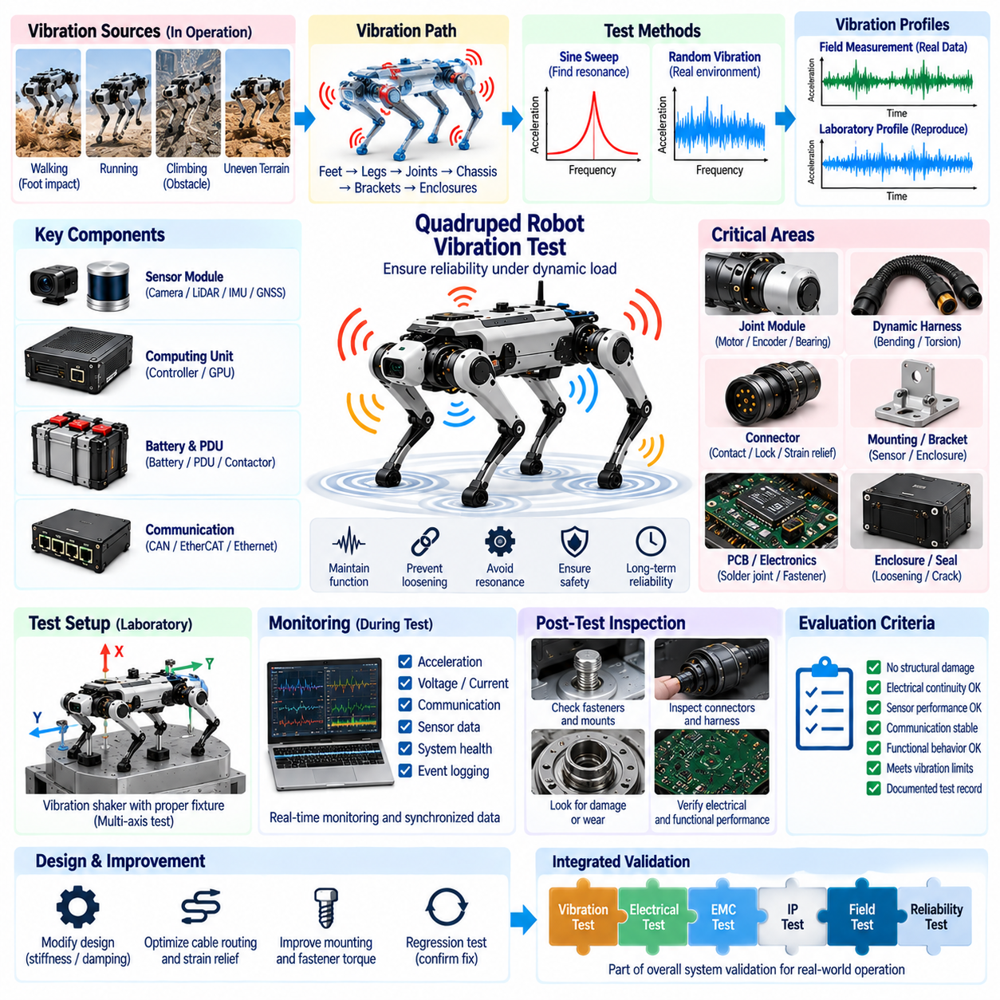 Vibration Sources (In Operation)
Walking
(Foot impact)
Running
Climbing
(Obstacle)
Uneven Terrain
Vibration Path
Feet → Legs → Joints → Chassis
→ Brackets → Enclosures
Test Methods
Sine Sweep
(Find resonance)
Acceleration
Frequency
Random Vibration
(Real environment)
Acceleration
Frequency
Vibration Profiles
Field Measurement (Real Data)
Acceleration
Time
Laboratory Profile (Reproduce)
Acceleration
Time
Key Components
Sensor Module
(Camera / LiDAR / IMU / GNSS)
Computing Unit
(Controller / GPU)
Battery & PDU
(Battery / PDU / Contactor)
Communication
(CAN / EtherCAT / Ethernet)
Quadruped Robot
Vibration Test
Ensure reliability under dynamic load
Maintain
function
Prevent
loosening
Avoid
resonance
Ensure
safety
Long-term
reliability
Critical Areas
Joint Module
(Motor / Encoder / Bearing)
Dynamic Harness
(Bending / Torsion)
Connector
(Contact / Lock / Strain relief)
Mounting / Bracket
(Sensor / Enclosure)
PCB / Electronics
(Solder joint / Fastener)
Enclosure / Seal
(Loosening / Crack)
Test Setup (Laboratory)
X
Y
Y
Vibration shaker with proper fixture
(Multi-axis test)
Monitoring (During Test)
Acceleration
Voltage / Current
Communication
Sensor data
System health
Event logging
Real-time monitoring and synchronized data
Post-Test Inspection
Check fasteners
and mounts
Inspect connectors
and harness
Look for damage
or wear
Verify electrical
and functional performance
Evaluation Criteria
No structural damage
Electrical continuity OK
Sensor performance OK
Communication stable
Functional behavior OK
Meets vibration limits
Documented test record
Design & Improvement
Modify design
(stiffness / damping)
Optimize cable routing
and strain relief
Improve mounting
and fastener torque
Regression test
(confirm fix)
Integrated Validation
Vibration
Test
Electrical
Test
EMC
Test
IP
Test
Field
Test
Reliability
Test
Part of overall system validation for real-world operation